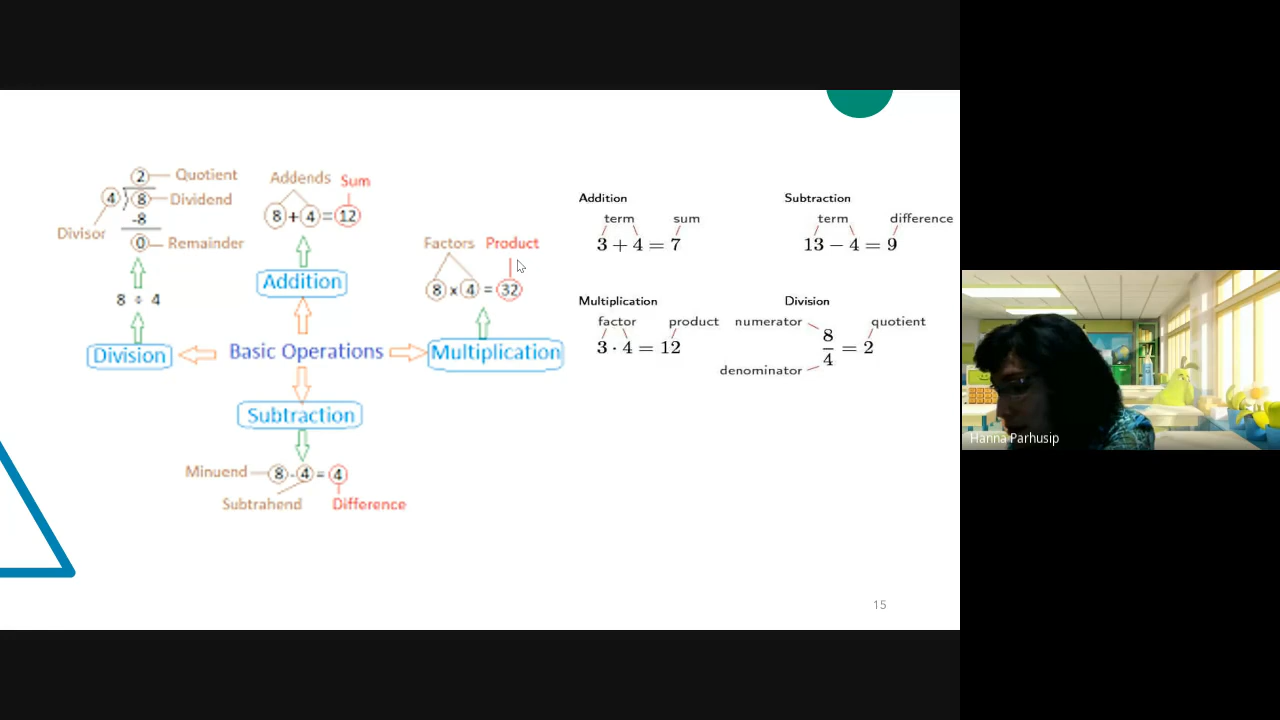 2 Quotient
4 8 Dividend
-8
Divisor
0 Remainder
8 ÷ 4
Division
Addends Sum
8 + 4 = 12
Addition
Factors Product
8 x 4 = 32
Basic Operations
Multiplication
Subtraction
Minuend 8 - 4 = 4
Subtrahend Difference
Addition
term sum
3 + 4 = 7
Subtraction
term difference
13 − 4 = 9
Multiplication
factor product
3 · 4 = 12
Division
numerator quotient
8
4 = 2
denominator
15
Hanna Parhusip